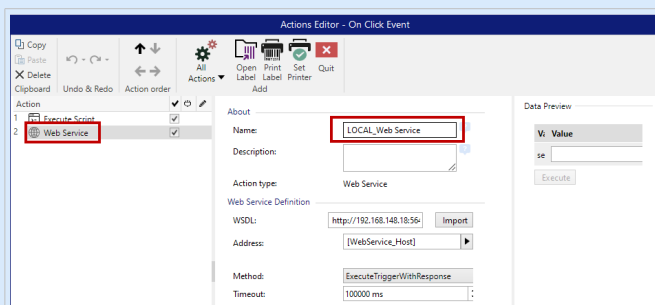 Actions Editor - On Click Event
Copy
Paste
Delete
Clipboard
Undo & Redo
Action order
All Actions
Open Label
Print Label
Set Printer
Quit
Add
Action
1 Execute Script
2 Web Service
About
Name: LOCAL_Web Service
Description:
Action type: Web Service
Web Service Definition
WSDL: http://192.168.148.18:564 Import
Address: [WebService_Host]
Method: ExecuteTriggerWithResponse
Timeout: 100000 ms
Data Preview
Va Value
se
Execute